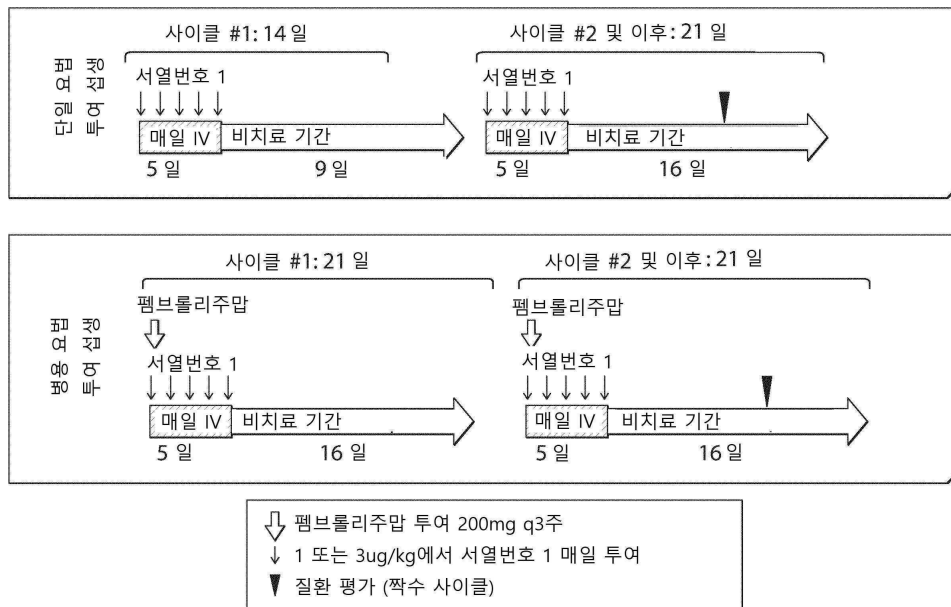 사이클 #1: 14 일
사이클 #2 및 이후: 21 일
단일 요법
투여 섭생
서열번호 1
서열번호 1
매일 IV
비치료 기간
매일 IV
비치료 기간
5 일
9 일
5 일
16 일
사이클 #1: 21 일
사이클 #2 및 이후: 21 일
펨브롤리주맙
펨브롤리주맙
병용 요법
투여 섭생
서열번호 1
서열번호 1
매일 IV
비치료 기간
매일 IV
비치료 기간
5 일
16 일
5 일
16 일
펨브롤리주맙 투여 200mg q3주
1 또는 3ug/kg에서 서열번호 1 매일 투여
질환 평가 (짝수 사이클)